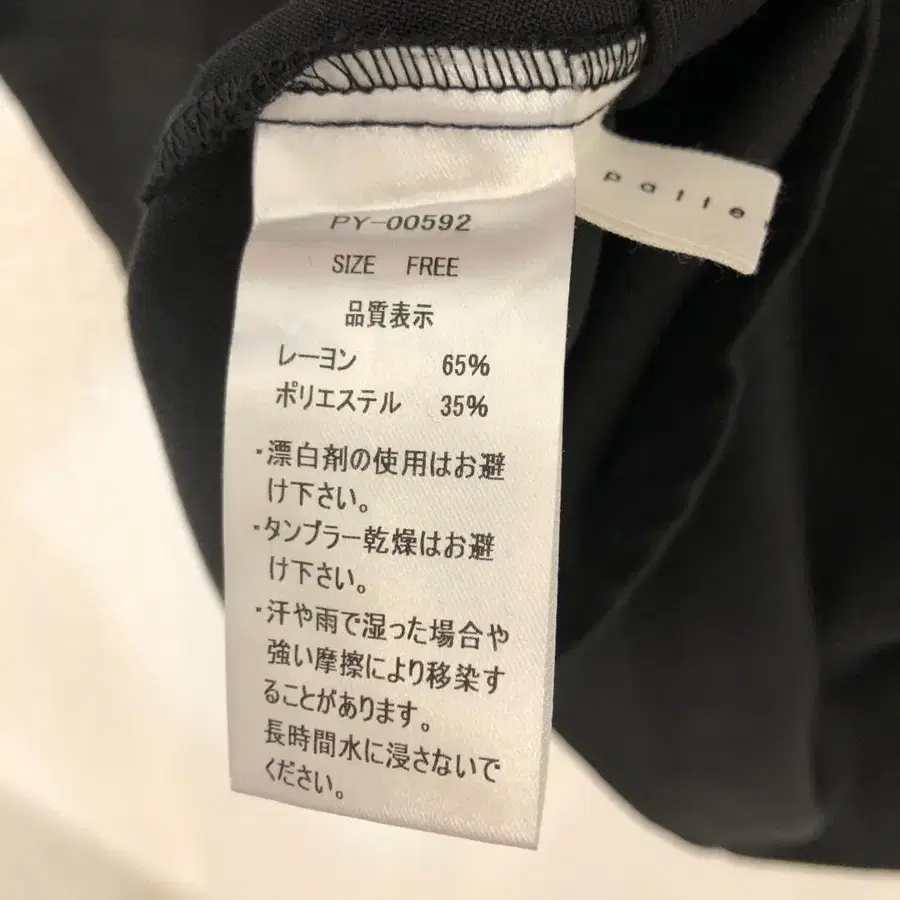 patte
PY-00592
SIZE FREE
品質表示
レーヨン 65%
ポリエステル 35%
・漂白剤の使用はお避
け下さい。
・タンブラー乾燥はお避
け下さい。
・汗や雨で湿った場合や
強い摩擦により移染す
ることがあります。
長時間水に浸さないで
ください。